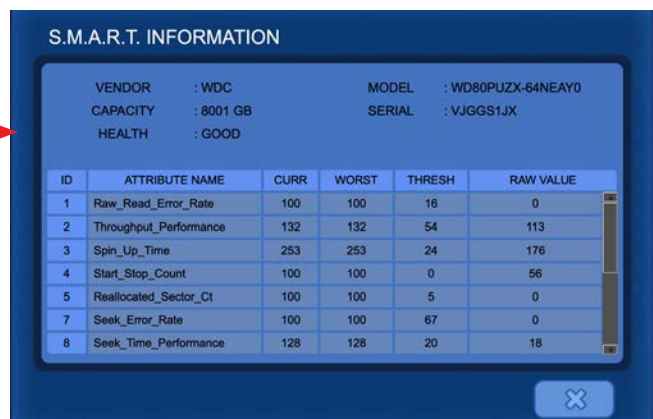 S.M.A.R.T. INFORMATION
VENDOR : WDC MODEL : WD80PUZX-64NEAY0
CAPACITY : 8001 GB SERIAL : VJGGS1JX
HEALTH : GOOD
ID ATTRIBUTE NAME CURR WORST THRESH RAW VALUE
1 Raw_Read_Error_Rate 100 100 16 0
2 Throughput_Performance 132 132 54 113
3 Spin_Up_Time 253 253 24 176
4 Start_Stop_Count 100 100 0 56
5 Reallocated_Sector_Ct 100 100 5 0
7 Seek_Error_Rate 100 100 67 0
8 Seek_Time_Performance 128 128 20 18